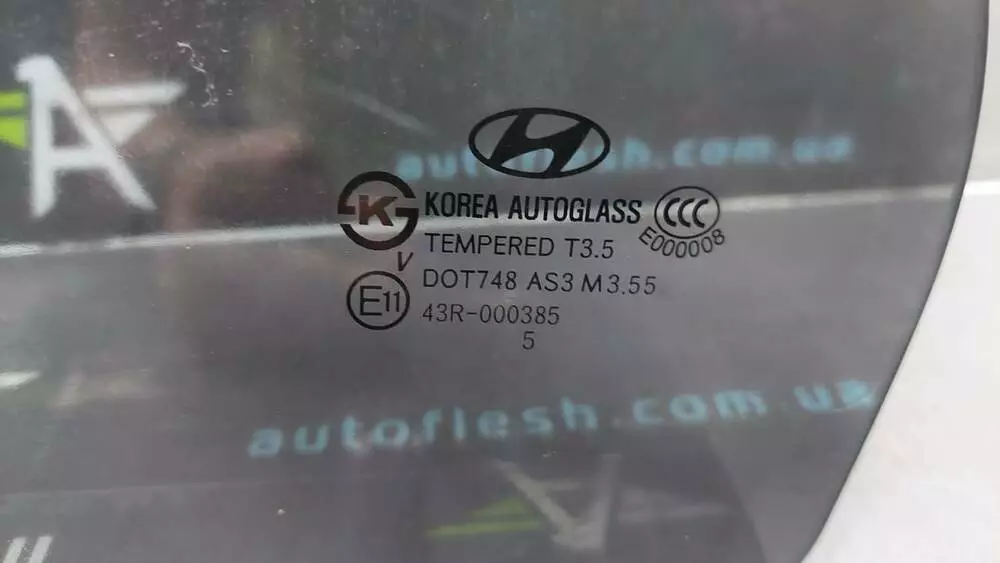 A
autoflesh.com.ua
K
KOREA AUTOGLASS
CCC
E000008
TEMPERED T3.5
V
DOT748 AS3 M3.55
E11
43R-000385
5
autoflesh.com.ua